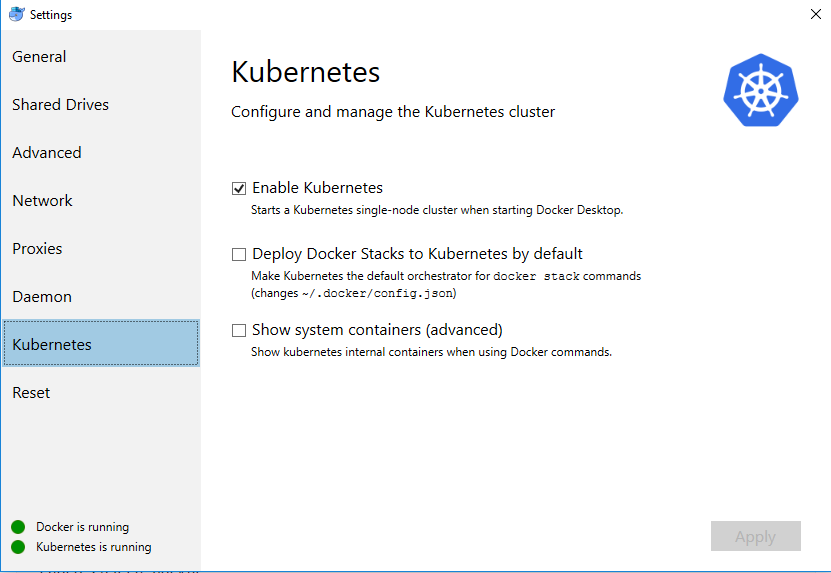 Settings
General
Shared Drives
Advanced
Network
Proxies
Daemon
Kubernetes
Reset
Docker is running
Kubernetes is running
Kubernetes
Configure and manage the Kubernetes cluster
Enable Kubernetes
Starts a Kubernetes single-node cluster when starting Docker Desktop.
Deploy Docker Stacks to Kubernetes by default
Make Kubernetes the default orchestrator for docker stack commands
(changes ~/.docker/config.json)
Show system containers (advanced)
Show kubernetes internal containers when using Docker commands.
Apply